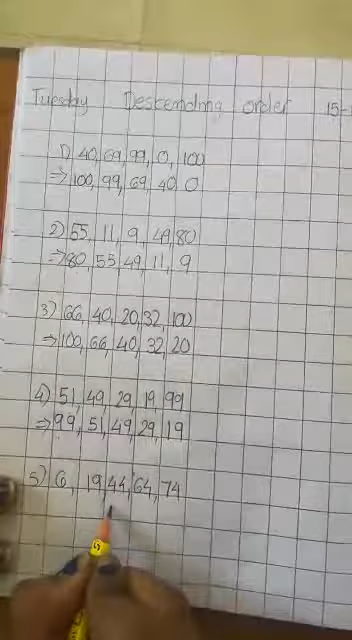 Tuesday Descending order 15-
1) 40, 69, 99, 0, 100
⇒ 100, 99, 69, 40, 0
2) 55, 11, 9, 49, 80
⇒ 80, 55, 49, 11, 9
3) 66, 40, 20, 32, 100
⇒ 100, 66, 40, 32, 20
4) 51, 49, 29, 19, 99
⇒ 99, 51, 49, 29, 19
5) 6, 19, 44, 64, 74